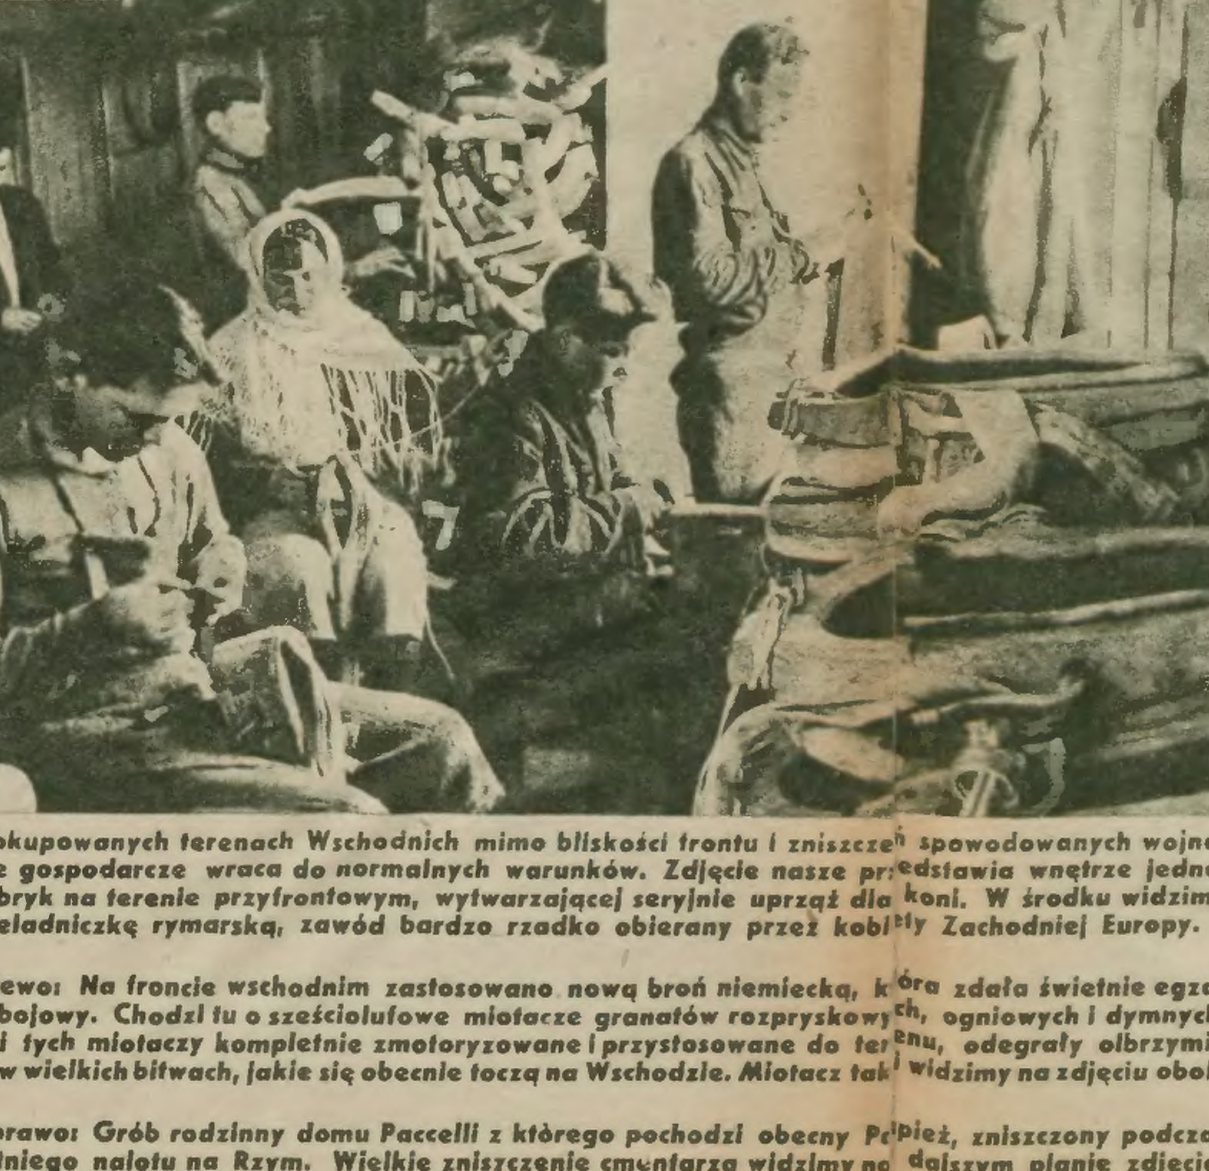 okupowanych terenach Wschodnich mimo bliskości frontu i zniszczeń spowodowanych wojną
e gospodarcze wraca do normalnych warunków. Zdjęcie nasze przedstawia wnętrze jedne
bryk na terenie przyfrontowym, wytwarzającej seryjnie uprząż dla koni. W środku widzim
eladniczkę rymarską, zawód bardzo rzadko obierany przez kobiety Zachodniej Europy.
ewo: Na froncie wschodnim zastosowano nową broń niemiecką, która zdała świetnie egza
bojowy. Chodzi tu o sześciolufowe miotacze granatów rozpryskowych, ogniowych i dymnych
i tych miotaczy kompletnie zmotoryzowane i przystosowane do terenu, odegrały olbrzymi
w wielkich bitwach, jakie się obecnie toczą na Wschodzie. Miotacz taki widzimy na zdjęciu obok
prawo: Grób rodzinny domu Paccelli z którego pochodzi obecny Papież, zniszczony podcza
tniego nalotu na Rzym. Wielkie zniszczenie cmentarza widzimy na dalszym planie zdjęcia